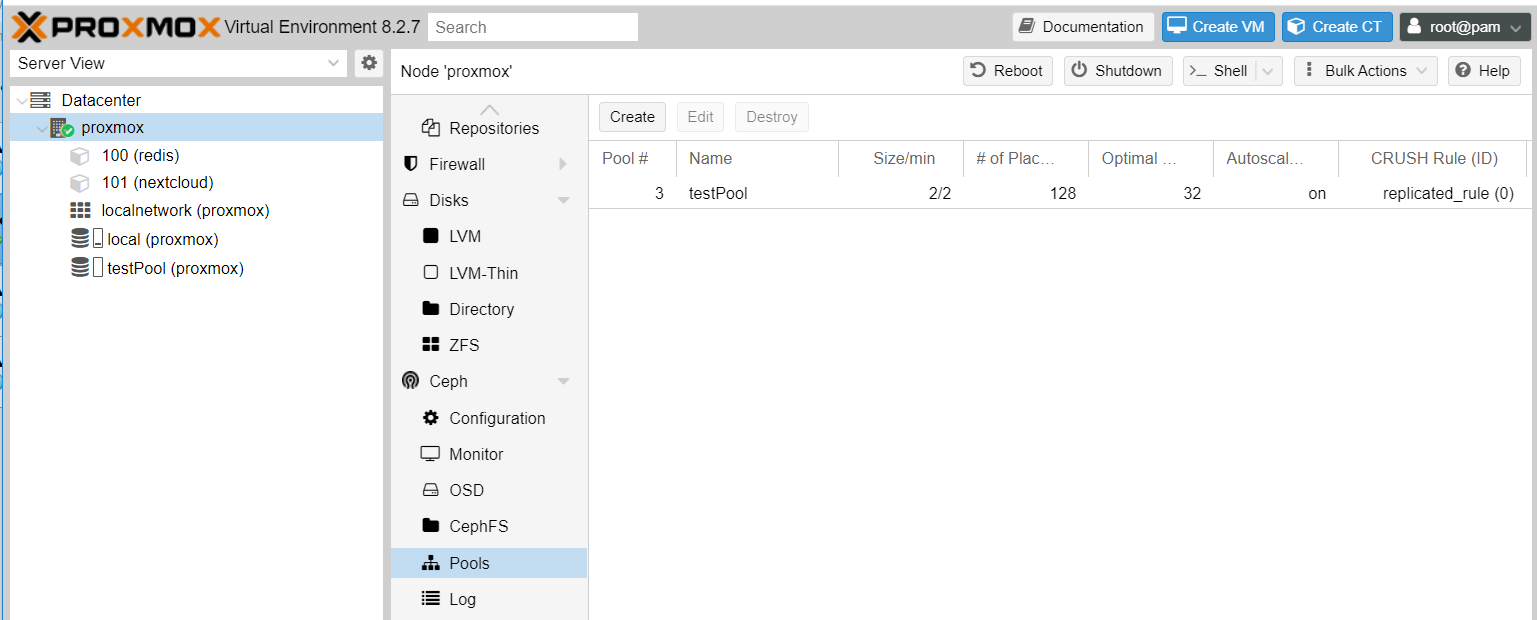 PROXMOX Virtual Environment 8.2.7 Search Documentation Create VM Create CT root@pam
Server View
Node 'proxmox' Reboot Shutdown >_ Shell Bulk Actions Help
Datacenter
proxmox
100 (redis)
101 (nextcloud)
localnetwork (proxmox)
local (proxmox)
testPool (proxmox)
Repositories
Firewall
Disks
LVM
LVM-Thin
Directory
ZFS
Ceph
Configuration
Monitor
OSD
CephFS
Pools
Log
Create Edit Destroy
Pool # Name Size/min # of Plac... Optimal ... Autoscal... CRUSH Rule (ID)
3 testPool 2/2 128 32 on replicated_rule (0)